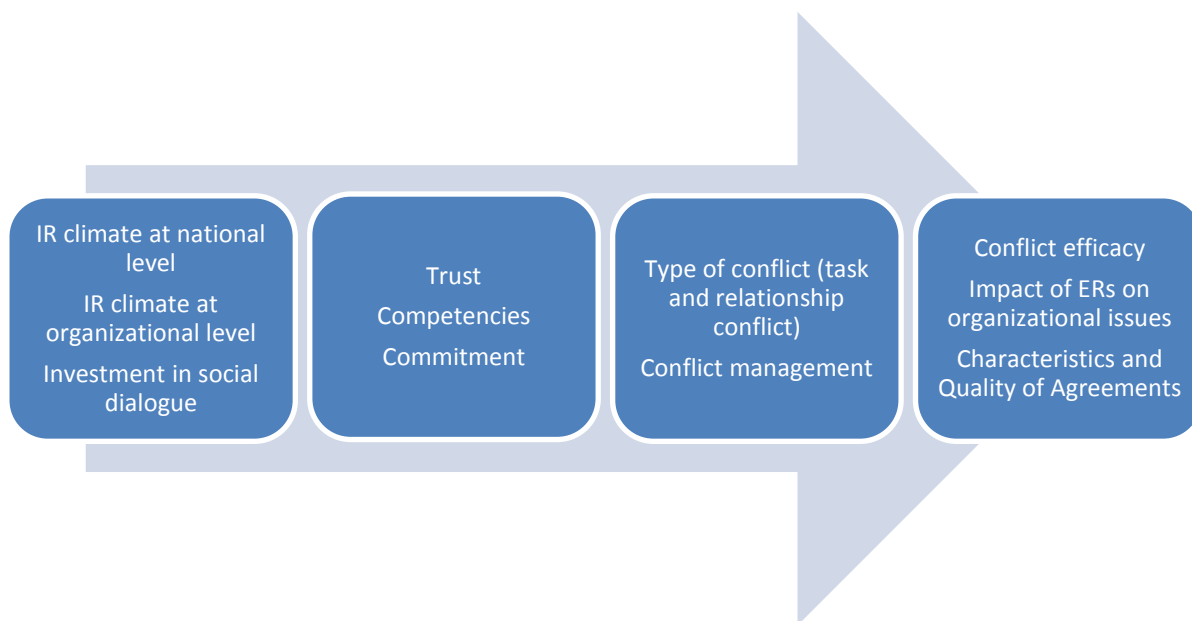 IR climate at national
level
IR climate at
organizational level
Investment in social
dialogue
Trust
Competencies
Commitment
Type of conflict (task
and relationship
conflict)
Conflict management
Conflict efficacy
Impact of ERs on
organizational issues
Characteristics and
Quality of Agreements